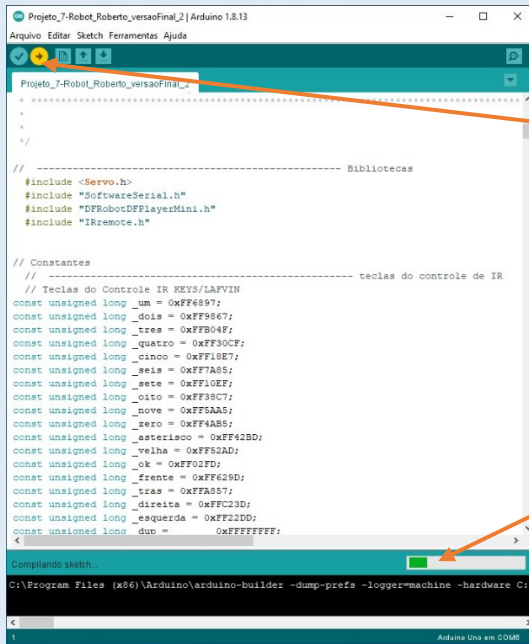 Projeto_7-Robot_Roberto_versaoFinal_2 | Arduino 1.8.13
Arquivo Editar Sketch Ferramentas Ajuda
Projeto_7-Robot_Roberto_versaoFinal_2
*
*
*/
// --------------------------------------------------- Bibliotecas
#include <Servo.h>
#include "SoftwareSerial.h"
#include "DFRobotDFPlayerMini.h"
#include "IRremote.h"
// Constantes
// --------------------------------------------------- teclas do controle de IR
// Teclas do Controle IR KEYS/LAFVIN
const unsigned long _um = 0xFF6897;
const unsigned long _dois = 0xFF9867;
const unsigned long _tres = 0xFFB04F;
const unsigned long _quatro = 0xFF30CF;
const unsigned long _cinco = 0xFF18E7;
const unsigned long _seis = 0xFF7A85;
const unsigned long _sete = 0xFF10EF;
const unsigned long _oito = 0xFF38C7;
const unsigned long _nove = 0xFF5AA5;
const unsigned long _zero = 0xFF4AB5;
const unsigned long _asterisco = 0xFF42BD;
const unsigned long _velha = 0xFF52AD;
const unsigned long _ok = 0xFF02FD;
const unsigned long _frente = 0xFF629D;
const unsigned long _tras = 0xFFA857;
const unsigned long _direita = 0xFFC23D;
const unsigned long _esquerda = 0xFF22DD;
const unsigned long _dup = 0xFFFFFFFF;
Compilando sketch...
C:\Program Files (x86)\Arduino\arduino-builder -dump-prefs -logger=machine -hardware C:
1 Arduino Uno em COM6